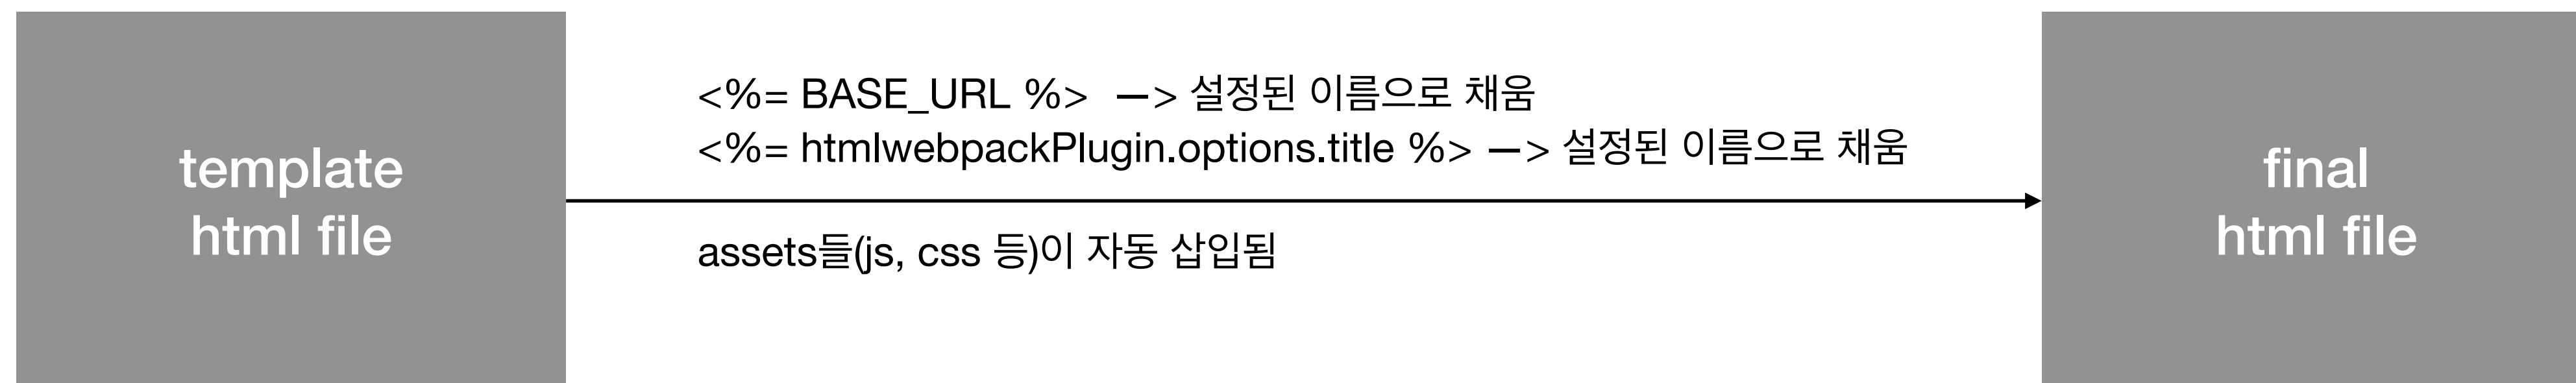 template
html file
<%= BASE_URL %> —> 설정된 이름으로 채움
<%= htmlwebpackPlugin.options.title %> —> 설정된 이름으로 채움
assets들(js, css 등)이 자동 삽입됨
final
html file